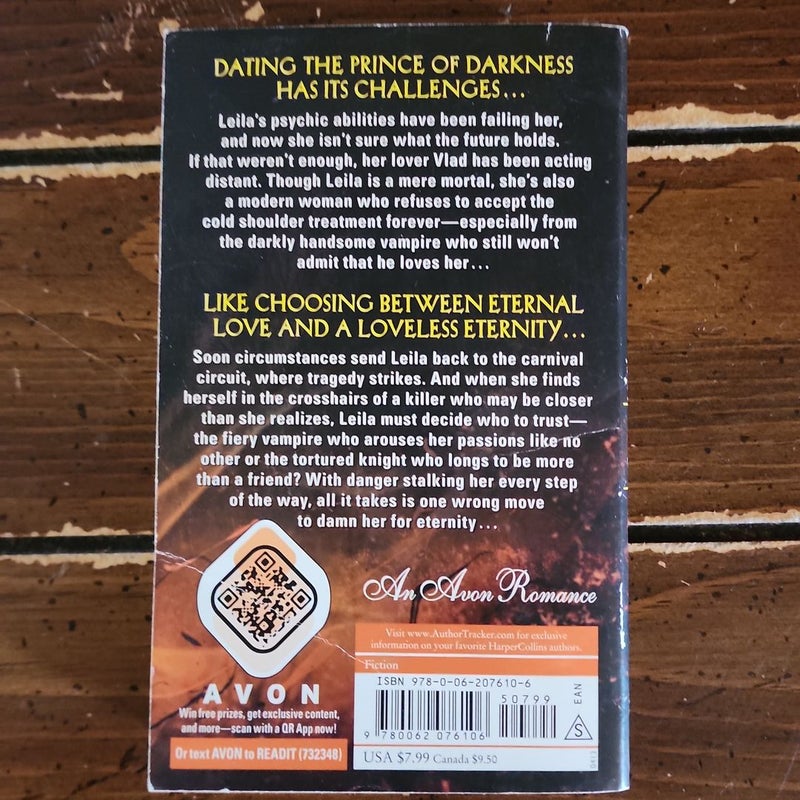 DATING THE PRINCE OF DARKNESS
HAS ITS CHALLENGES...
Leila's psychic abilities have been failing her,
and now she isn't sure what the future holds.
If that weren't enough, her lover Vlad has been acting
distant. Though Leila is a mere mortal, she's also
a modern woman who refuses to accept the
cold shoulder treatment forever—especially from
the darkly handsome vampire who still won't
admit that he loves her...
LIKE CHOOSING BETWEEN ETERNAL
LOVE AND A LOVELESS ETERNITY...
Soon circumstances send Leila back to the carnival
circuit, where tragedy strikes. And when she finds
herself in the crosshairs of a killer who may be closer
than she realizes, Leila must decide who to trust—
the fiery vampire who arouses her passions like no
other or the tortured knight who longs to be more
than a friend? With danger stalking her every step
of the way, all it takes is one wrong move
to damn her for eternity...
An Avon Romance
AVON
Win free prizes, get exclusive content,
and more—scan with a QR App now!
Or text AVON to READIT (732348)
Visit www.AuthorTracker.com for exclusive
information on your favorite HarperCollins authors.
Fiction
ISBN 978-0-06-207610-6
50799
9 780062 076106
EAN
S
USA $7.99 Canada $9.50